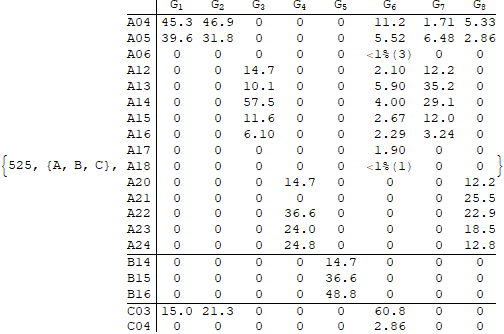 G1 G2 G3 G4 G5 G6 G7 G8
A04 45.3 46.9 0 0 0 11.2 1.71 5.33
A05 39.6 31.8 0 0 0 5.52 6.48 2.86
A06 0 0 0 0 0 <1%(3) 0 0
A12 0 0 14.7 0 0 2.10 12.2 0
A13 0 0 10.1 0 0 5.90 35.2 0
A14 0 0 57.5 0 0 4.00 29.1 0
A15 0 0 11.6 0 0 2.67 12.0 0
A16 0 0 6.10 0 0 2.29 3.24 0
A17 0 0 0 0 0 1.90 0 0
{525, {A, B, C}, A18 0 0 0 0 0 <1%(1) 0 0 }
A20 0 0 0 14.7 0 0 0 12.2
A21 0 0 0 0 0 0 0 25.5
A22 0 0 0 36.6 0 0 0 22.9
A23 0 0 0 24.0 0 0 0 18.5
A24 0 0 0 24.8 0 0 0 12.8
B14 0 0 0 0 14.7 0 0 0
B15 0 0 0 0 36.6 0 0 0
B16 0 0 0 0 48.8 0 0 0
C03 15.0 21.3 0 0 0 60.8 0 0
C04 0 0 0 0 0 2.86 0 0